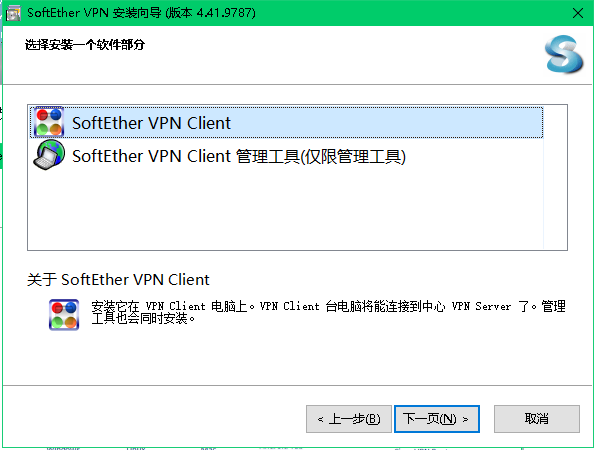 SoftEther VPN 安装向导 (版本 4.41.9787)
选择安装一个软件部分
SoftEther VPN Client
SoftEther VPN Client 管理工具(仅限管理工具)
关于 SoftEther VPN Client
安装它在 VPN Client 电脑上。VPN Client 台电脑将能连接到中心 VPN Server 了。管理
工具也会同时安装。
< 上一步(B) 下一页(N) > 取消